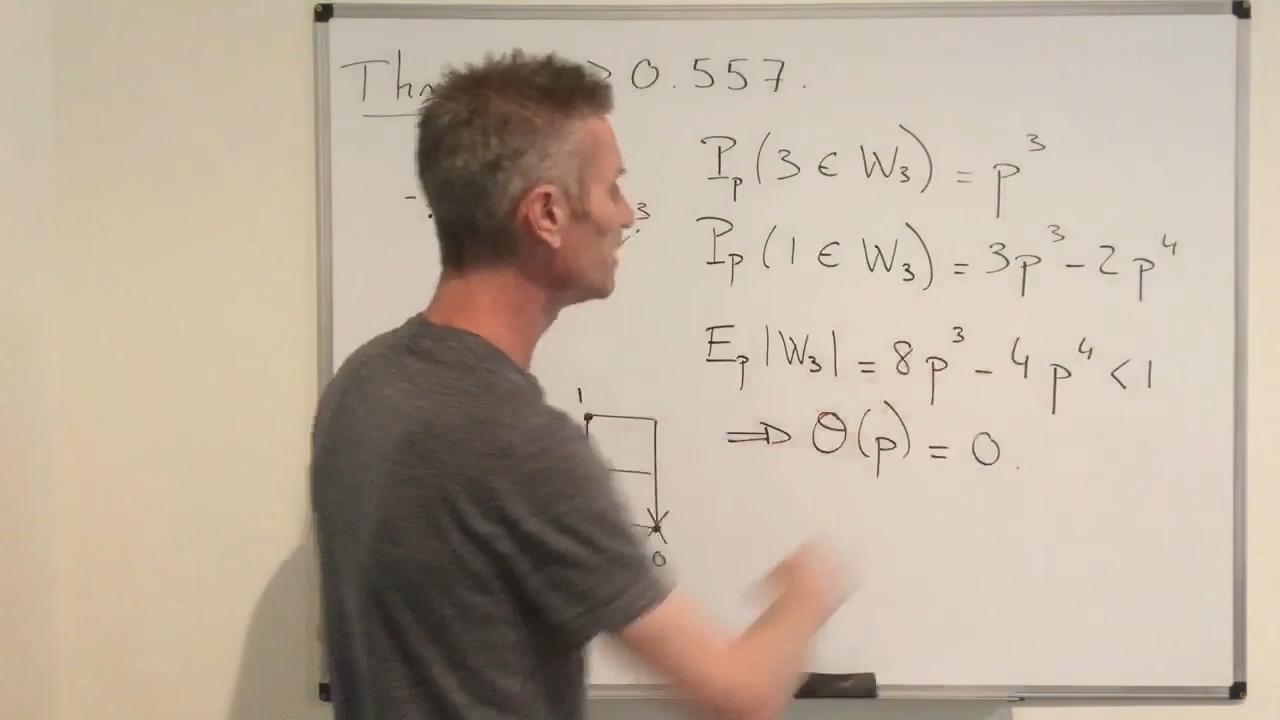 Th > 0.557.
P_p (3 ∈ W_3) = p^3
3
P_p (1 ∈ W_3) = 3p^3 - 2p^4
E_p |W_3| = 8p^3 - 4p^4 < 1
1
⇒ Θ(p) = 0.
0